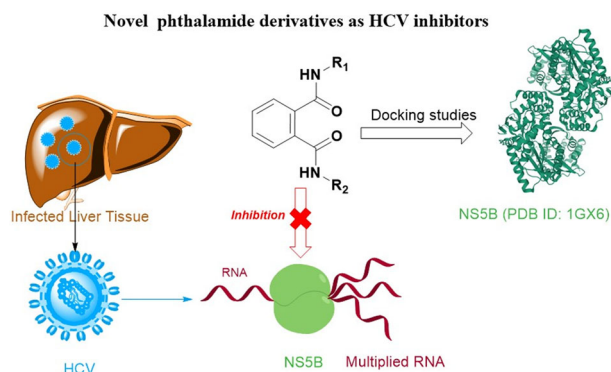 Novel phthalamide derivatives as HCV inhibitors
HN-R1
O
O
HN-R2
Docking studies
Infected Liver Tissue
NS5B (PDB ID: 1GX6)
Inhibition
RNA
HCV
NS5B
Multiplied RNA